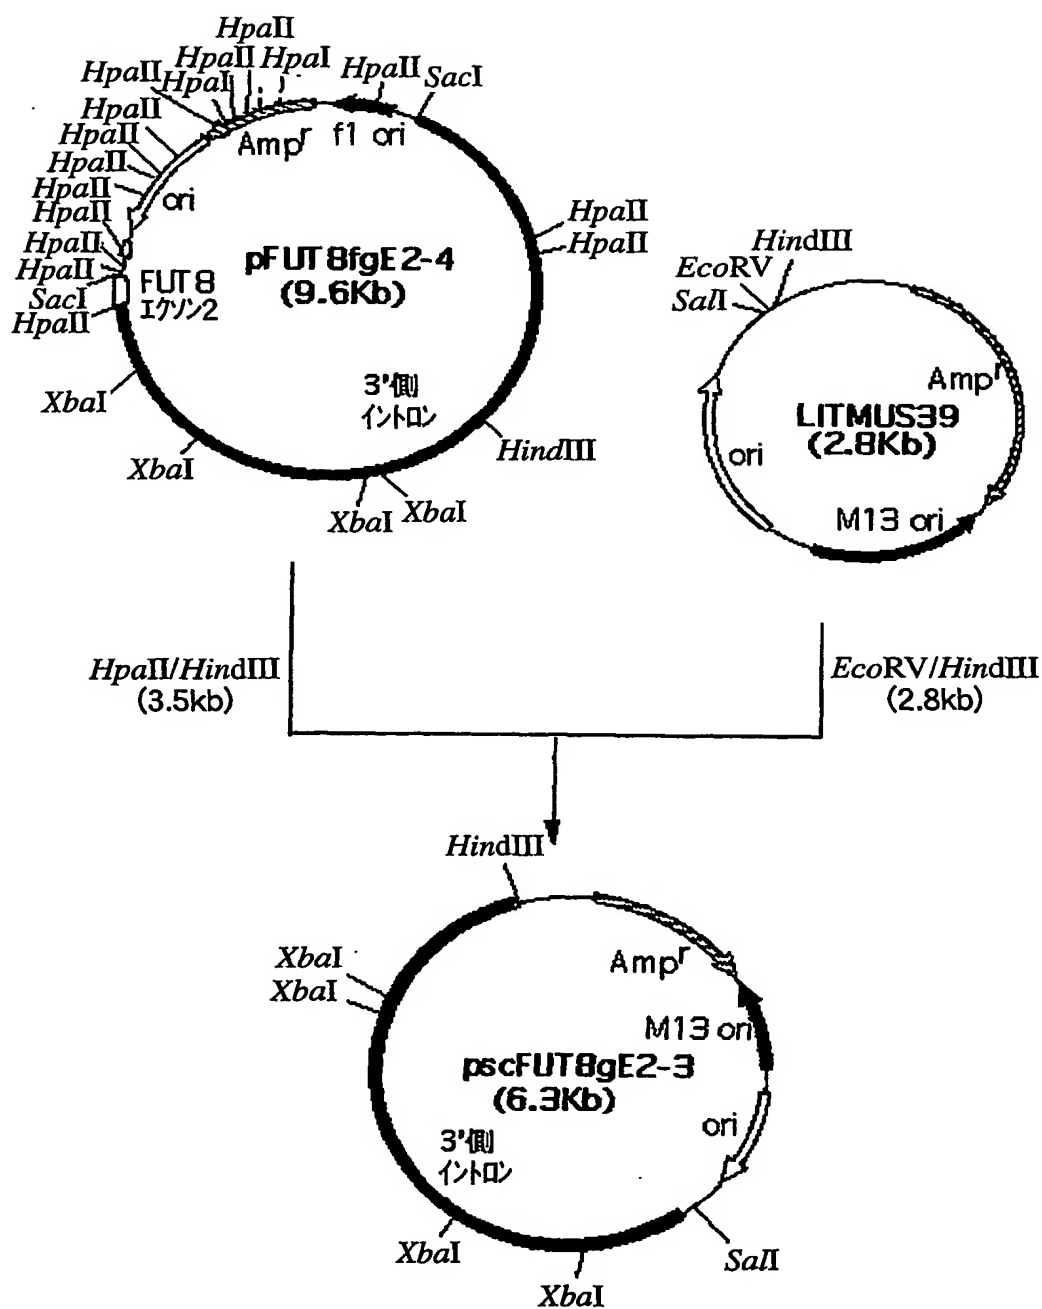 HpaII
HpaII
HpaI
HpaII
HpaI
HpaII
SacI
HpaII
HpaII
HpaII
HpaII
HpaII
HpaII
HpaII
SacI
HpaII
Ampʳ
f1 ori
ori
FUT8
エクソン2
pFUT8fgE2-4
(9.6Kb)
HpaII
HpaII
XbaI
XbaI
XbaI
XbaI
HindIII
3'側
イントロン
HindIII
EcoRV
SalI
Ampʳ
LITMUS39
(2.8Kb)
ori
M13 ori
HpaII/HindIII
(3.5kb)
EcoRV/HindIII
(2.8kb)
HindIII
XbaI
XbaI
Ampʳ
M13 ori
pscFUT8gE2-3
(6.3Kb)
ori
3'側
イントロン
XbaI
XbaI
SalI